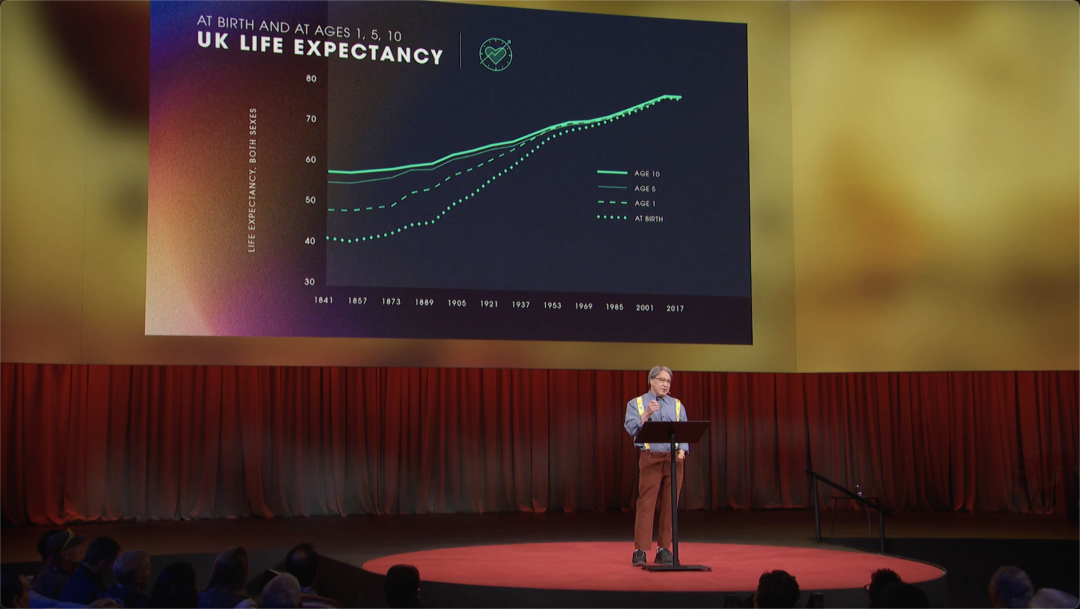 AT BIRTH AND AT AGES 1, 5, 10
UK LIFE EXPECTANCY
LIFE EXPECTANCY, BOTH SEXES
80
70
60
50
40
30
1841 1857 1873 1889 1905 1921 1937 1953 1969 1985 2001 2017
AGE 10
AGE 5
AGE 1
AT BIRTH